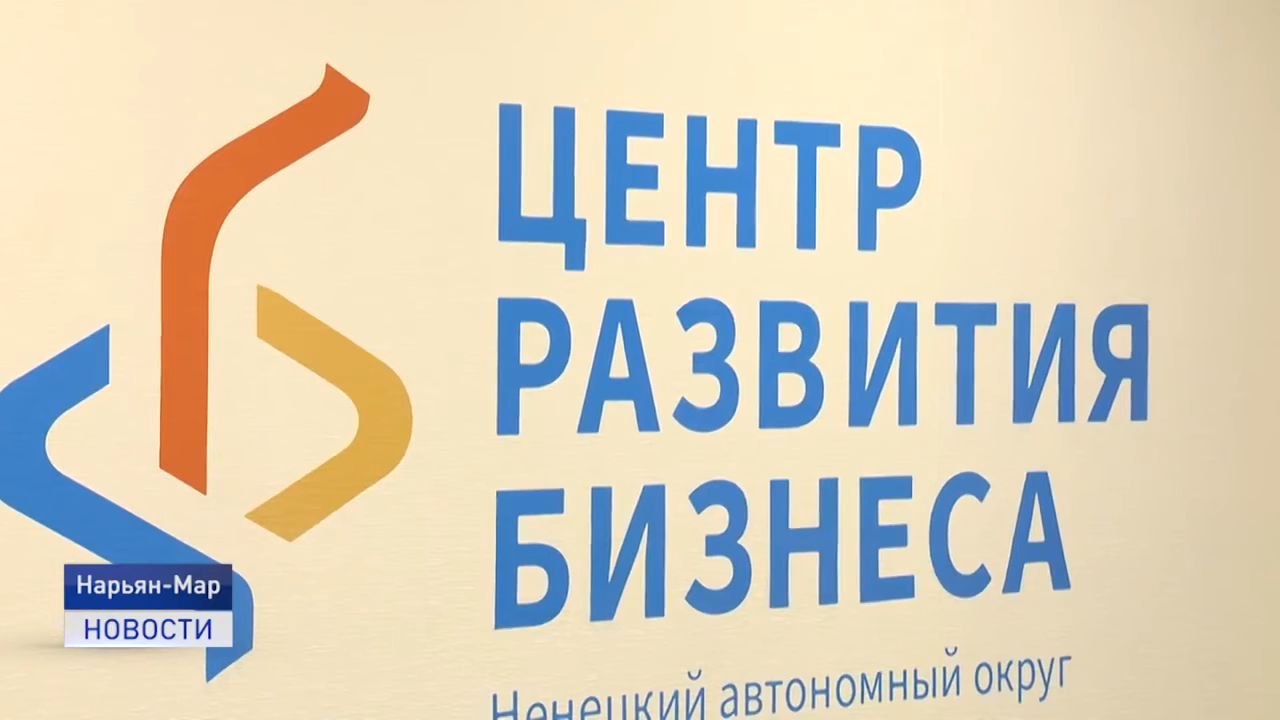 ЦЕНТР
РАЗВИТИЯ
БИЗНЕСА
Ненецкий автономный округ
Нарьян-Мар
НОВОСТИ